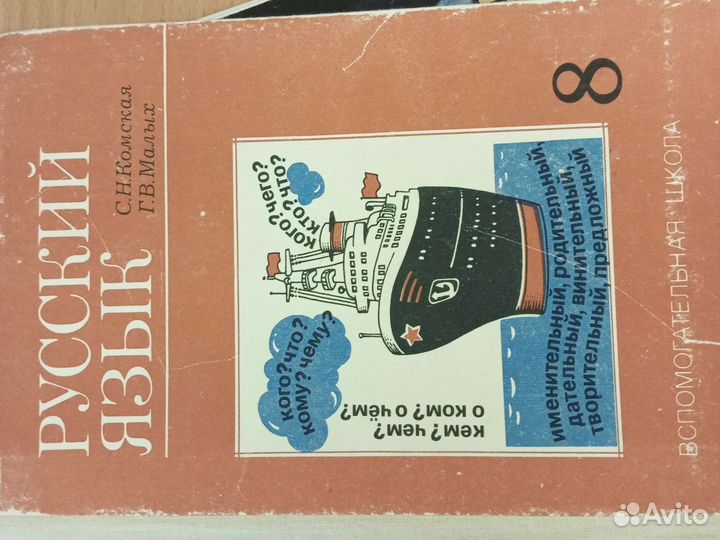 С.Н.Комская
Г.В.Малых
РУССКИЙ
ЯЗЫК
кого?чего?
кто?что?
кого?что?
кому?чему?
кем?чем?
о ком?о чём?
именительный, родительный,
дательный, винительный,
творительный, предложный
8
ВСПОМОГАТЕЛЬНАЯ ШКОЛА
Avito